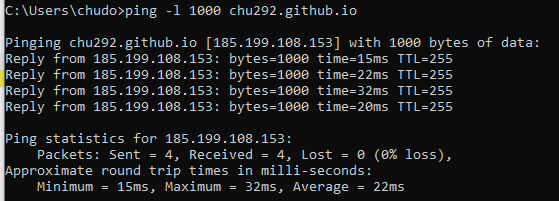 C:\Users\chudo>ping -l 1000 chu292.github.io
Pinging chu292.github.io [185.199.108.153] with 1000 bytes of data:
Reply from 185.199.108.153: bytes=1000 time=15ms TTL=255
Reply from 185.199.108.153: bytes=1000 time=22ms TTL=255
Reply from 185.199.108.153: bytes=1000 time=32ms TTL=255
Reply from 185.199.108.153: bytes=1000 time=20ms TTL=255
Ping statistics for 185.199.108.153:
    Packets: Sent = 4, Received = 4, Lost = 0 (0% loss),
Approximate round trip times in milli-seconds:
    Minimum = 15ms, Maximum = 32ms, Average = 22ms